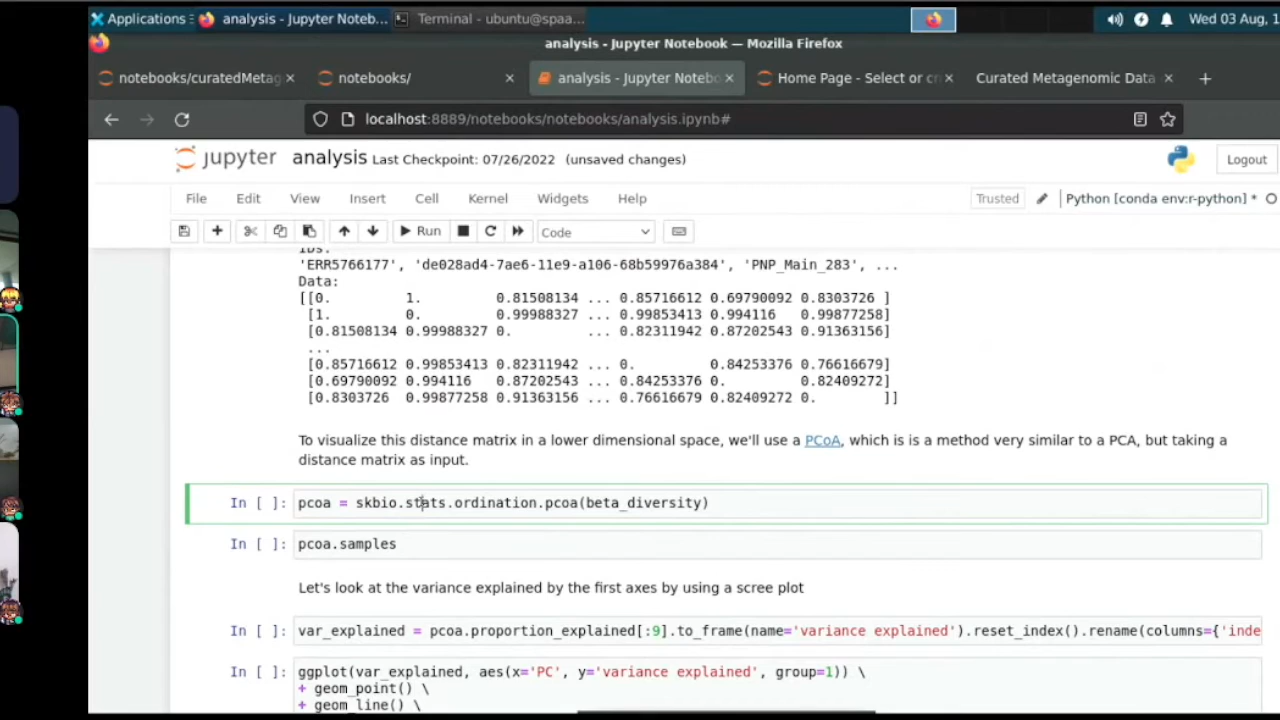 Applications
analysis - Jupyter Noteb...
Terminal - ubuntu@spaa...
Wed 03 Aug, 1
analysis - Jupyter Notebook — Mozilla Firefox
notebooks/curatedMetag
notebooks/
analysis - Jupyter Notebo
Home Page - Select or cr
Curated Metagenomic Data
localhost:8889/notebooks/notebooks/analysis.ipynb#
jupyter analysis Last Checkpoint: 07/26/2022 (unsaved changes)
Logout
File Edit View Insert Cell Kernel Widgets Help
Trusted
Python [conda env:r-python] *
Run
Code
IDs:
'ERR5766177', 'de028ad4-7ae6-11e9-a106-68b59976a384', 'PNP_Main_283', ...
Data:
[[0. 1. 0.81508134 ... 0.85716612 0.69790092 0.8303726 ]
[1. 0. 0.99988327 ... 0.99853413 0.994116 0.99877258]
[0.81508134 0.99988327 0. ... 0.82311942 0.87202543 0.91363156]
...
[0.85716612 0.99853413 0.82311942 ... 0. 0.84253376 0.76616679]
[0.69790092 0.994116 0.87202543 ... 0.84253376 0. 0.82409272]
[0.8303726 0.99877258 0.91363156 ... 0.76616679 0.82409272 0. ]]
To visualize this distance matrix in a lower dimensional space, we'll use a PCoA, which is is a method very similar to a PCA, but taking a
distance matrix as input.
In [ ]: pcoa = skbio.stats.ordination.pcoa(beta_diversity)
In [ ]: pcoa.samples
Let's look at the variance explained by the first axes by using a scree plot
In [ ]: var_explained = pcoa.proportion_explained[:9].to_frame(name='variance explained').reset_index().rename(columns={'inde
In [ ]: ggplot(var_explained, aes(x='PC', y='variance explained', group=1)) \
+ geom_point() \
+ geom_line() \